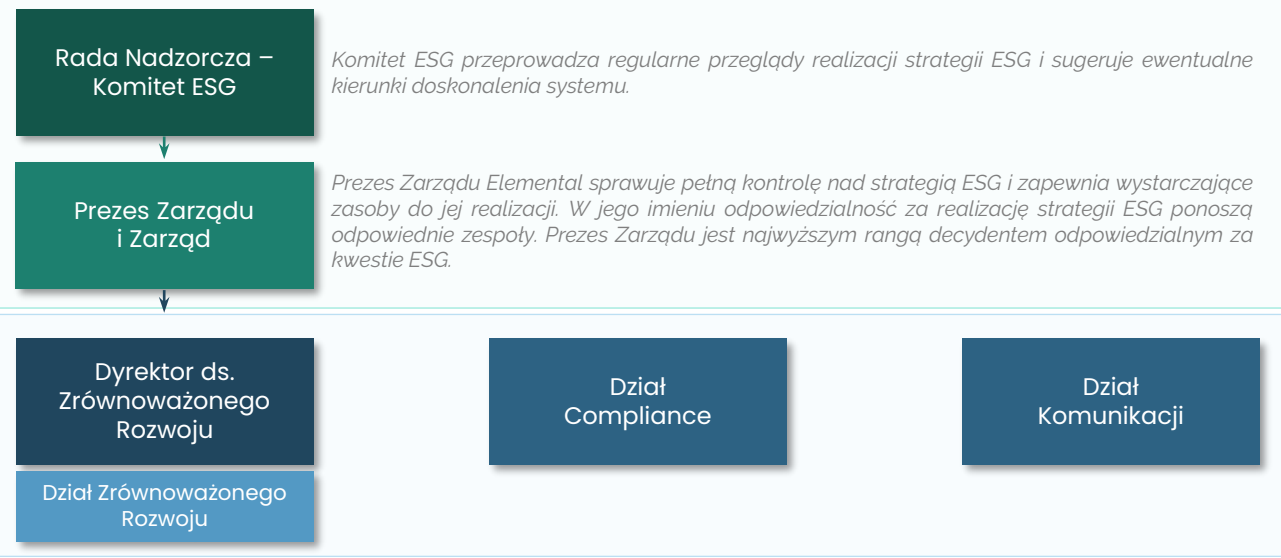 Rada Nadzorcza –
Komitet ESG
Komitet ESG przeprowadza regularne przeglądy realizacji strategii ESG i sugeruje ewentualne
kierunki doskonalenia systemu.
Prezes Zarządu
i Zarząd
Prezes Zarządu Elemental sprawuje pełną kontrolę nad strategią ESG i zapewnia wystarczające
zasoby do jej realizacji. W jego imieniu odpowiedzialność za realizację strategii ESG ponoszą
odpowiednie zespoły. Prezes Zarządu jest najwyższym rangą decydentem odpowiedzialnym za
kwestie ESG.
Dyrektor ds.
Zrównoważonego
Rozwoju
Dział Zrównoważonego
Rozwoju
Dział
Compliance
Dział
Komunikacji